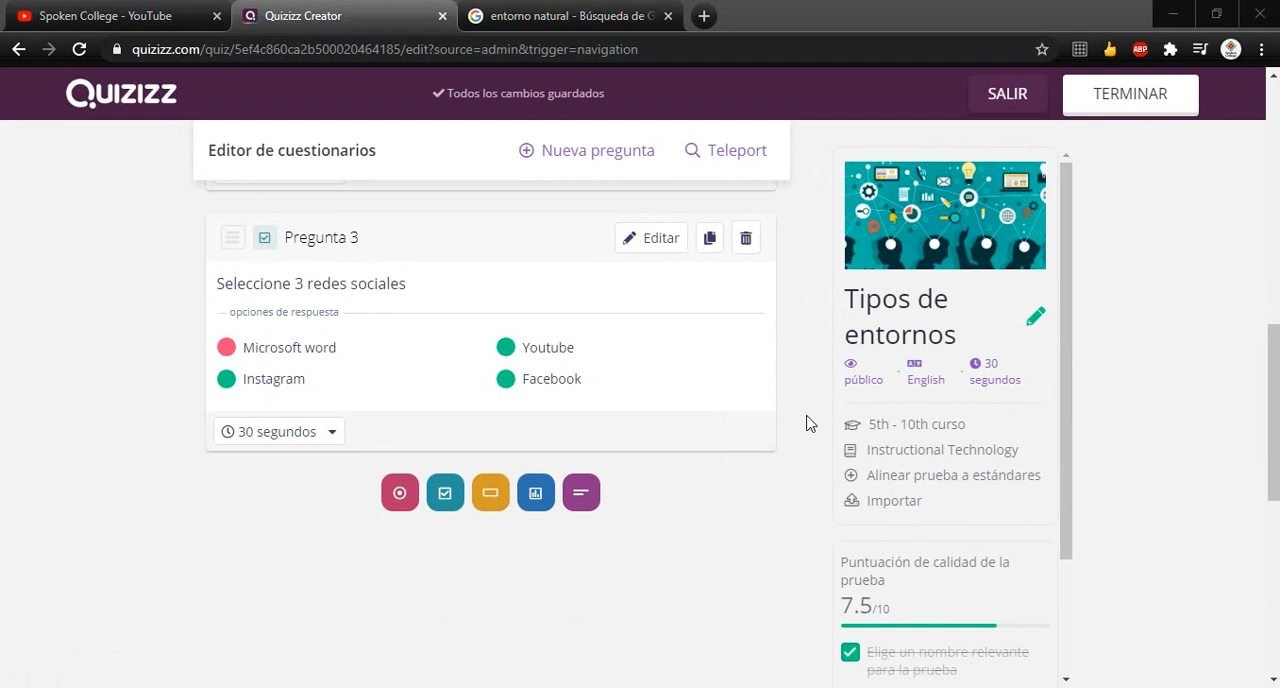 Spoken College - YouTube
Quizizz Creator
entorno natural - Búsqueda de G
quizizz.com/quiz/5ef4c860ca2b500020464185/edit?source=admin&trigger=navigation
ABP
QUIZIZZ
Todos los cambios guardados
SALIR
TERMINAR
Editor de cuestionarios
Nueva pregunta
Teleport
Pregunta 3
Editar
Seleccione 3 redes sociales
opciones de respuesta
Microsoft word
Youtube
Instagram
Facebook
30 segundos
Tipos de
entornos
público
English
30
segundos
5th - 10th curso
Instructional Technology
Alinear prueba a estándares
Importar
Puntuación de calidad de la
prueba
7.5/10
Elige un nombre relevante
para la prueba